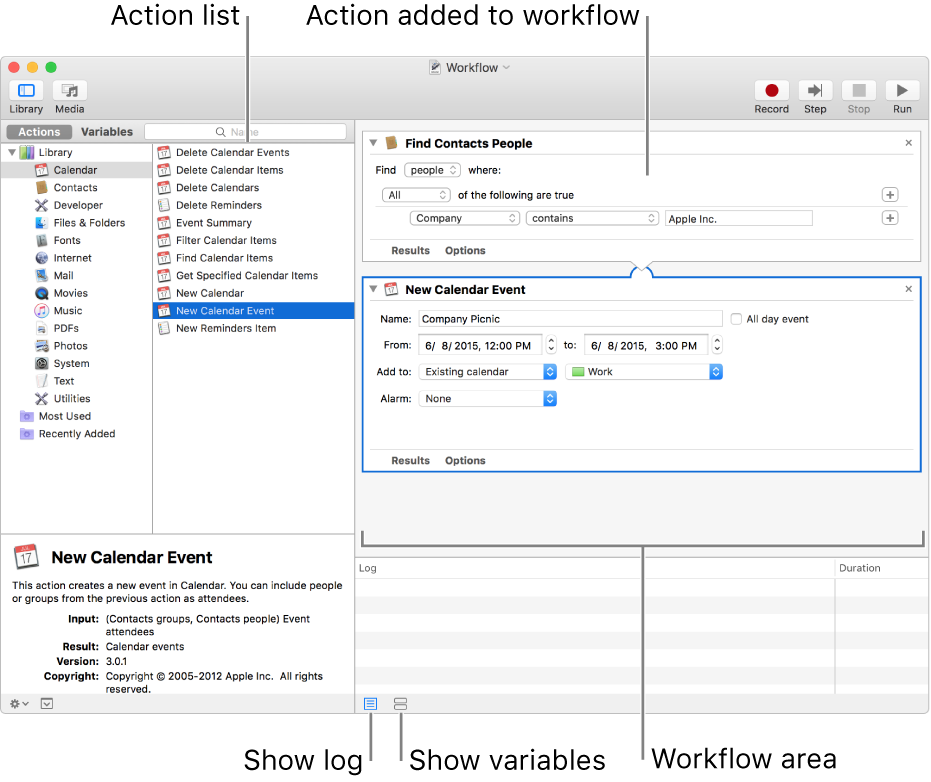 Action list
Action added to workflow
Workflow
Library
Media
Record
Step
Stop
Run
Actions
Variables
Name
Library
Calendar
Contacts
Developer
Files & Folders
Fonts
Internet
Mail
Movies
Music
PDFs
Photos
System
Text
Utilities
Most Used
Recently Added
Delete Calendar Events
Delete Calendar Items
Delete Calendars
Delete Reminders
Event Summary
Filter Calendar Items
Find Calendar Items
Get Specified Calendar Items
New Calendar
New Calendar Event
New Reminders Item
Find Contacts People
Find people where:
All of the following are true
Company contains Apple Inc.
Results Options
New Calendar Event
Name: Company Picnic All day event
From: 6/ 8/ 2015, 12:00 PM to: 6/ 8/ 2015, 3:00 PM
Add to: Existing calendar Work
Alarm: None
Results Options
17
New Calendar Event
This action creates a new event in Calendar. You can include people
or groups from the previous action as attendees.
Input: (Contacts groups, Contacts people) Event
attendees
Result: Calendar events
Version: 3.0.1
Copyright: Copyright © 2005-2012 Apple Inc. All rights
reserved.
Log
Duration
Show log
Show variables
Workflow area